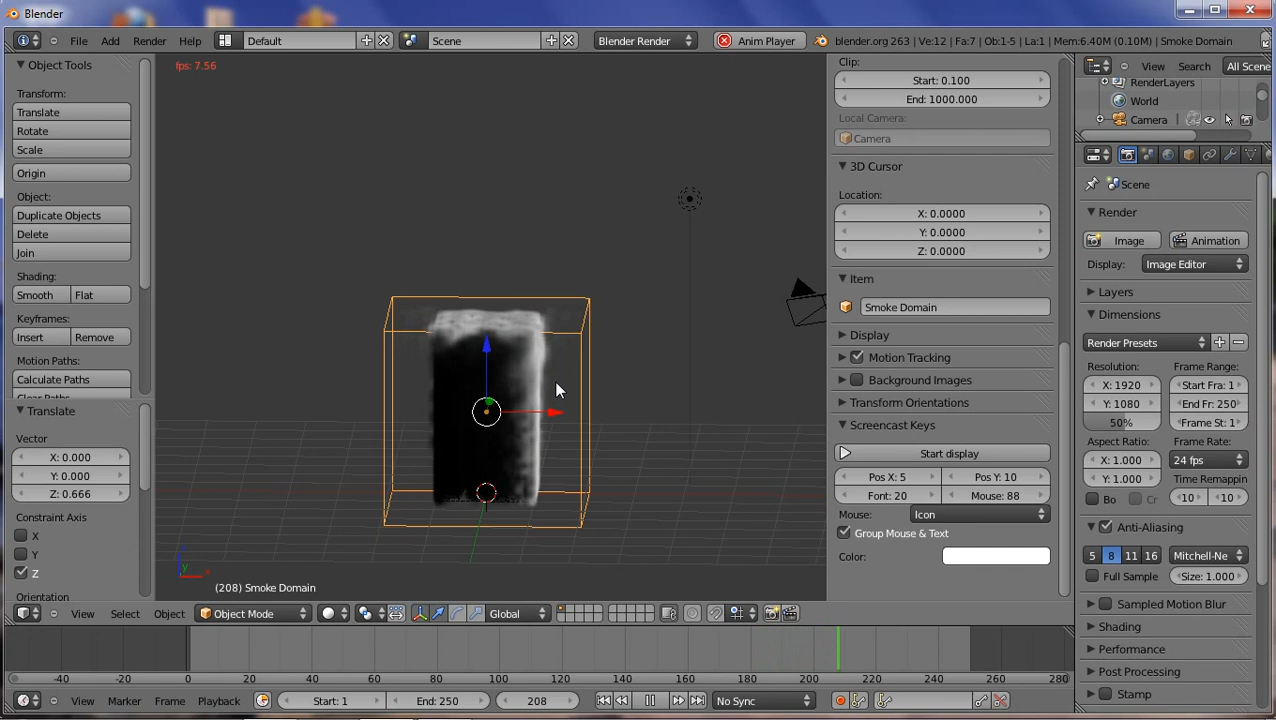 Blender
File Add Render Help Default Scene Blender Render Anim Player blender.org 263 | Ve:12 | Fa:7 | Ob:1-5 | La:1 | Mem:6.40M (0.10M) | Smoke Domain
Object Tools
Transform:
Translate
Rotate
Scale
Origin
Object:
Duplicate Objects
Delete
Join
Shading:
Smooth Flat
Keyframes:
Insert Remove
Motion Paths:
Calculate Paths
Translate
Vector
X: 0.000
Y: 0.000
Z: 0.666
Constraint Axis
X
Y
Z
Orientation
fps: 7.56
z
y
x
(208) Smoke Domain
Clip:
Start: 0.100
End: 1000.000
Local Camera:
Camera
3D Cursor
Location:
X: 0.0000
Y: 0.0000
Z: 0.0000
Item
Smoke Domain
Display
Motion Tracking
Background Images
Transform Orientations
Screencast Keys
Start display
Pos X: 5 Pos Y: 10
Font: 20 Mouse: 88
Mouse: Icon
Group Mouse & Text
Color:
View Search All Scene
RenderLayers
World
Camera
Scene
Render
Image Animation
Display: Image Editor
Layers
Dimensions
Render Presets
Resolution: Frame Range:
X: 1920 Start Fra: 1
Y: 1080 End Fr: 250
50% Frame St: 1
Aspect Ratio: Frame Rate:
X: 1.000 24 fps
Y: 1.000 Time Remappin
Bo Cr 10 10
Anti-Aliasing
5 8 11 16 Mitchell-Ne
Full Sample Size: 1.000
Sampled Motion Blur
Shading
Performance
Post Processing
Stamp
View Select Object Object Mode Global
-40 -20 0 20 40 60 80 100 120 140 160 180 200 220 240 260 280
View Marker Frame Playback Start: 1 End: 250 208 No Sync